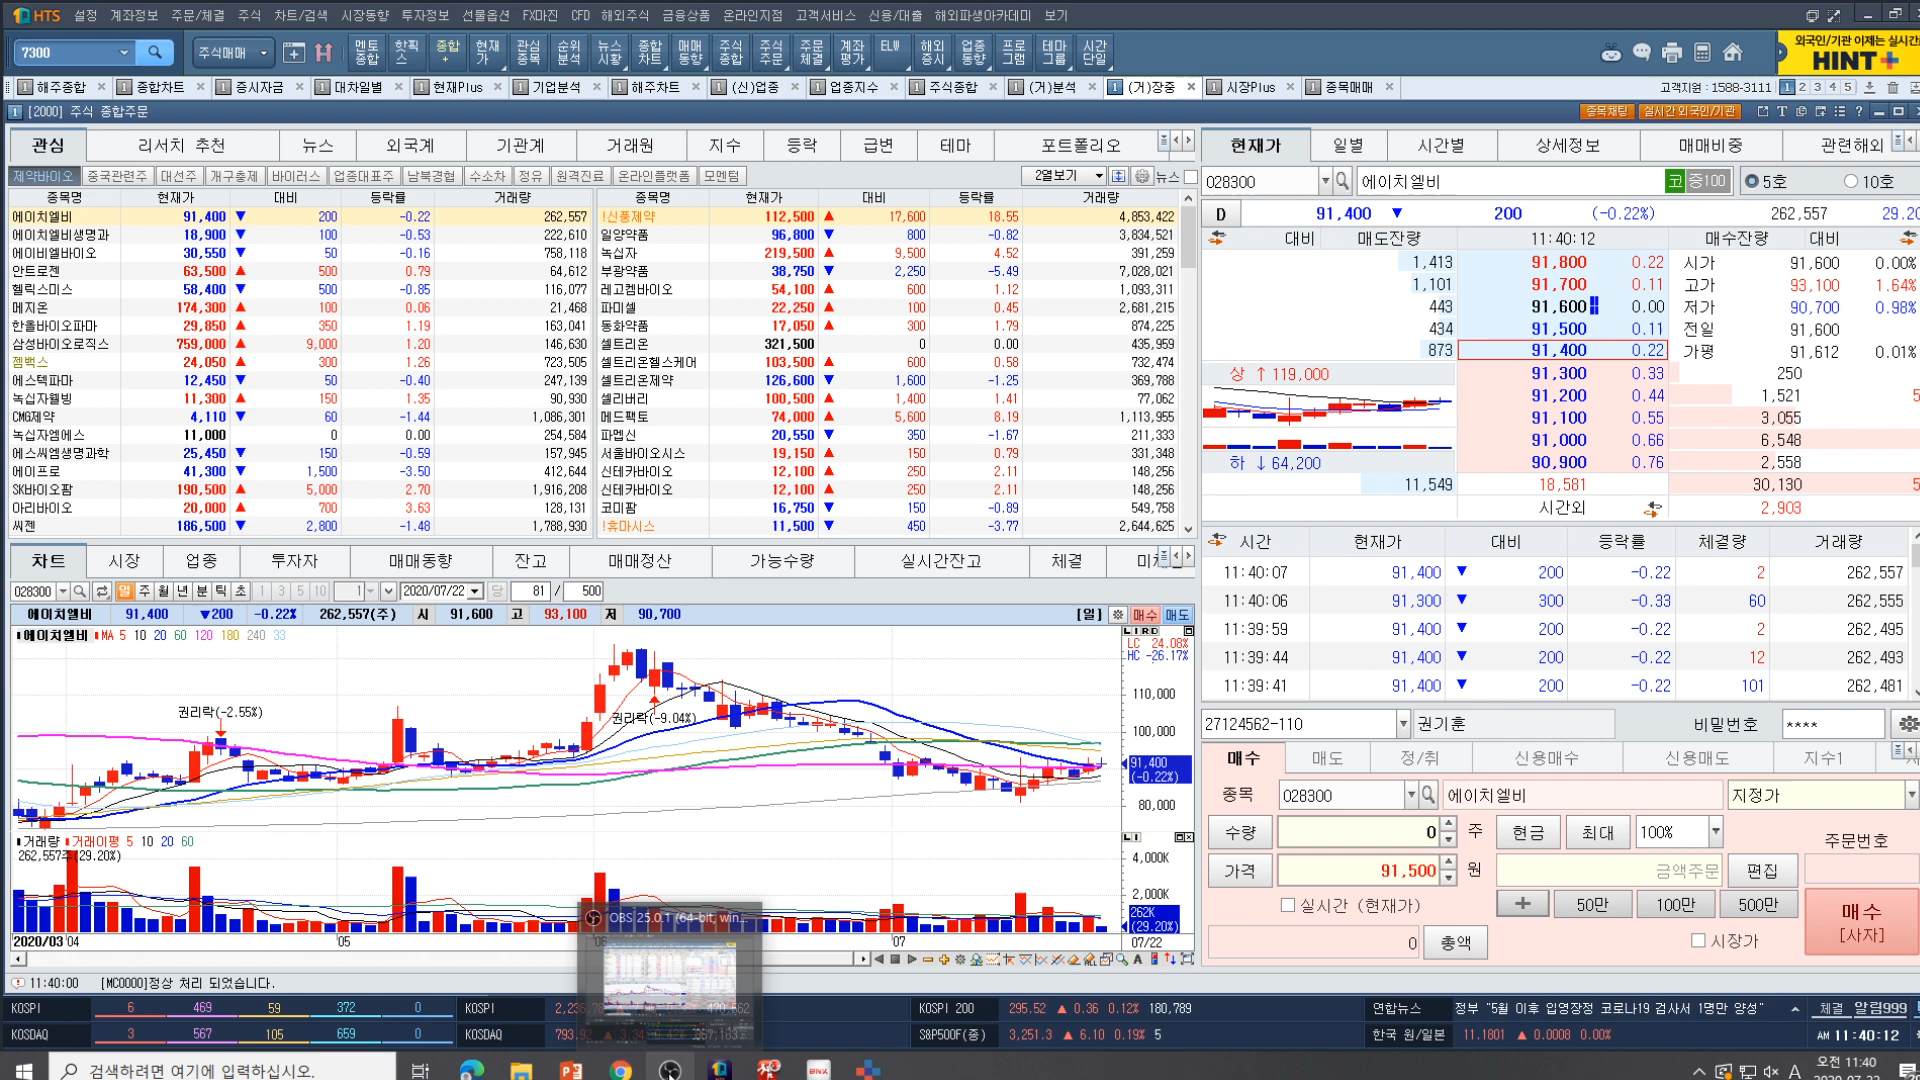 HTS 설정 계좌정보 주문/체결 주식 차트/검색 시장동향 투자정보 선물옵션 FX마진 CFD 해외주식 금융상품 온라인지점 고객서비스 신용/대출 해외파생아카데미 보기
7300 주식매매 멘토종합 핫픽스 종합+ 현재가 관심종목 순위분석 뉴스시황 종합차트 매매동향 주식종합 주식주문 주문체결 계좌평가 ELW 해외증시 업종동향 프로그램 테마그룹 시간단일
외국인/기관 이제는 실시간
HINT+
1 해주종합 × 1 종합차트 × 1 증시자금 × 1 대차일별 × 1 현재Plus × 1 기업분석 × 1 해주차트 × 1 (신)업종 × 1 업종지수 × 1 주식종합 × 1 (거)분석 × 1 (거)장중 × 1 시장Plus × 1 종목매매 ×
고객지원 : 1588-3111 1 2 3 4 5
1 [2000] 주식 종합주문 종목채팅 실시간 외국인/기관
관심 리서치 추천 뉴스 외국계 기관계 거래원 지수 등락 급변 테마 포트폴리오
제약바이오 중국관련주 대선주 개구충제 바이러스 업종대표주 남북경협 수소차 정유 원격진료 온라인플랫폼 모멘텀 2열보기 뉴스
종목명 현재가 대비 등락률 거래량
에이치엘비 91,400 ▼ 200 -0.22 262,557
에이치엘비생명과 18,900 ▼ 100 -0.53 222,610
에이비엘바이오 30,550 ▼ 50 -0.16 758,118
안트로젠 63,500 ▲ 500 0.79 64,612
헬릭스미스 58,400 ▼ 500 -0.85 116,077
메지온 174,300 ▲ 100 0.06 21,468
한올바이오파마 29,850 ▲ 350 1.19 163,041
삼성바이오로직스 759,000 ▲ 9,000 1.20 146,630
젬백스 24,050 ▲ 300 1.26 723,505
에스텍파마 12,450 ▼ 50 -0.40 247,139
녹십자웰빙 11,300 ▲ 150 1.35 90,930
CMG제약 4,110 ▼ 60 -1.44 1,086,301
녹십자엠에스 11,000 0 0.00 254,584
에스씨엠생명과학 25,450 ▼ 150 -0.59 157,945
에이프로 41,300 ▼ 1,500 -3.50 412,644
SK바이오팜 190,500 ▲ 5,000 2.70 1,916,208
아리바이오 20,000 ▲ 700 3.63 128,131
씨젠 186,500 ▼ 2,800 -1.48 1,788,930
종목명 현재가 대비 등락률 거래량
!신풍제약 112,500 ▲ 17,600 18.55 4,853,422
일양약품 96,800 ▼ 800 -0.82 3,834,521
녹십자 219,500 ▲ 9,500 4.52 391,259
부광약품 38,750 ▼ 2,250 -5.49 7,028,021
레고켐바이오 54,100 ▲ 600 1.12 1,093,311
파미셀 22,250 ▲ 100 0.45 2,681,215
동화약품 17,050 ▲ 300 1.79 874,225
셀트리온 321,500 0 0.00 435,959
셀트리온헬스케어 103,500 ▲ 600 0.58 732,474
셀트리온제약 126,600 ▼ 1,600 -1.25 369,788
셀리버리 100,500 ▲ 1,400 1.41 77,062
메드팩토 74,000 ▲ 5,600 8.19 1,113,955
파멥신 20,550 ▼ 350 -1.67 211,333
서울바이오시스 19,150 ▲ 150 0.79 331,348
신테카바이오 12,100 ▲ 250 2.11 148,256
신테카바이오 12,100 ▲ 250 2.11 148,256
코미팜 16,750 ▼ 150 -0.89 549,758
!휴마시스 11,500 ▼ 450 -3.77 2,644,625
현재가 일별 시간별 상세정보 매매비중 관련해외
028300 에이치엘비 코 증100 5호 10호
D 91,400 ▼ 200 (-0.22%) 262,557 29.20
대비 매도잔량 11:40:12 매수잔량 대비
1,413 91,800 0.22 시가 91,600 0.00%
1,101 91,700 0.11 고가 93,100 1.64%
443 91,600 0.00 저가 90,700 0.98%
434 91,500 0.11 전일 91,600
873 91,400 0.22 가평 91,612 0.01%
상 ↑ 119,000 91,300 0.33 250
91,200 0.44 1,521 5
91,100 0.55 3,055
91,000 0.66 6,548
하 ↓ 64,200 90,900 0.76 2,558
11,549 18,581 30,130 5
시간외 2,903
시간 현재가 대비 등락률 체결량 거래량
11:40:07 91,400 ▼ 200 -0.22 2 262,557
11:40:06 91,300 ▼ 300 -0.33 60 262,555
11:39:59 91,400 ▼ 200 -0.22 2 262,495
11:39:44 91,400 ▼ 200 -0.22 12 262,493
11:39:41 91,400 ▼ 200 -0.22 101 262,481
차트 시장 업종 투자자 매매동향 잔고 매매정산 가능수량 실시간잔고 체결
028300 일 주 월 년 분 틱 초 1 3 5 10 1 2020/07/22 당 81 / 500
에이치엘비 91,400 ▼200 -0.22% 262,557(주) 시 91,600 고 93,100 저 90,700 [일] 매수 매도
에이치엘비 MA 5 10 20 60 120 180 240 33
LC 24.08%
HC -26.17%
권리락(-2.55%)
권리락(-9.04%)
110,000
100,000
91,400
(-0.22%)
80,000
거래량 거래이평 5 10 20 60
262,557주(29.20%)
4,000K
2,000K
262K
(29.20%)
2020/03 '04 '05 '06 '07 07/22
OBS 25.0.1 (64-bit, win...
27124562-110 권기훈 비밀번호 ****
매수 매도 정/취 신용매수 신용매도 지수1
종목 028300 에이치엘비 지정가
수량 0 주 현금 최대 100% 주문번호
가격 91,500 원 금액주문 편집
실시간 (현재가) + 50만 100만 500만
0 총액 시장가
매수
[사자]
11:40:00 [MC0000]정상 처리 되었습니다.
KOSPI 6 469 59 372 0 KOSPI KOSPI 200 295.52 ▲ 0.36 0.12% 180,789 연합뉴스 정부 "5월 이후 입영장정 코로나19 검사서 1명만 양성" 체결 알림999
KOSDAQ 3 567 105 659 0 KOSDAQ S&P500F(증) 3,251.3 ▲ 6.10 0.19% 5 한국 원/일본 11.1801 ▲ 0.0008 0.00% AM 11:40:12
검색하려면 여기에 입력하십시오. A 오전 11:40